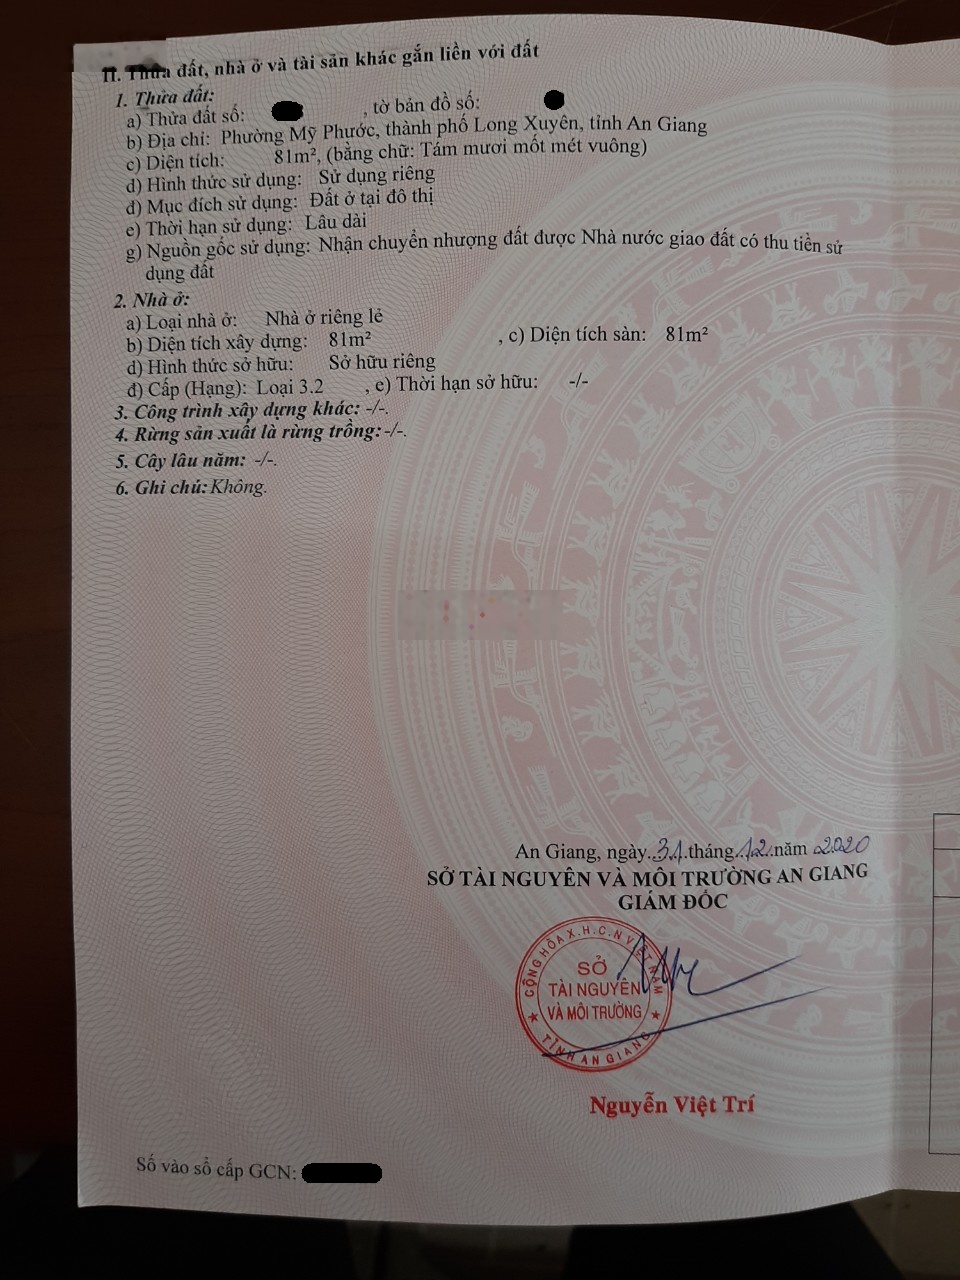 II. Thửa đất, nhà ở và tài sản khác gắn liền với đất
1. Thửa đất:
a) Thửa đất số: , tờ bản đồ số:
b) Địa chỉ: Phường Mỹ Phước, thành phố Long Xuyên, tỉnh An Giang
c) Diện tích: 81m², (bằng chữ: Tám mươi mốt mét vuông)
d) Hình thức sử dụng: Sử dụng riêng
đ) Mục đích sử dụng: Đất ở tại đô thị
e) Thời hạn sử dụng: Lâu dài
g) Nguồn gốc sử dụng: Nhận chuyển nhượng đất được Nhà nước giao đất có thu tiền sử
dụng đất
2. Nhà ở:
a) Loại nhà ở: Nhà ở riêng lẻ
b) Diện tích xây dựng: 81m² , c) Diện tích sàn: 81m²
d) Hình thức sở hữu: Sở hữu riêng
đ) Cấp (Hạng): Loại 3.2 , e) Thời hạn sở hữu: -/-
3. Công trình xây dựng khác: -/-.
4. Rừng sản xuất là rừng trồng: -/-.
5. Cây lâu năm: -/-.
6. Ghi chú: Không.
An Giang, ngày 31 tháng 12 năm 2020
SỞ TÀI NGUYÊN VÀ MÔI TRƯỜNG AN GIANG
GIÁM ĐỐC
CỘNG HÒA X.H.C.N VIỆT NAM
SỞ
TÀI NGUYÊN
VÀ MÔI TRƯỜNG
TỈNH AN GIANG
Nguyễn Việt Trí
Số vào sổ cấp GCN: